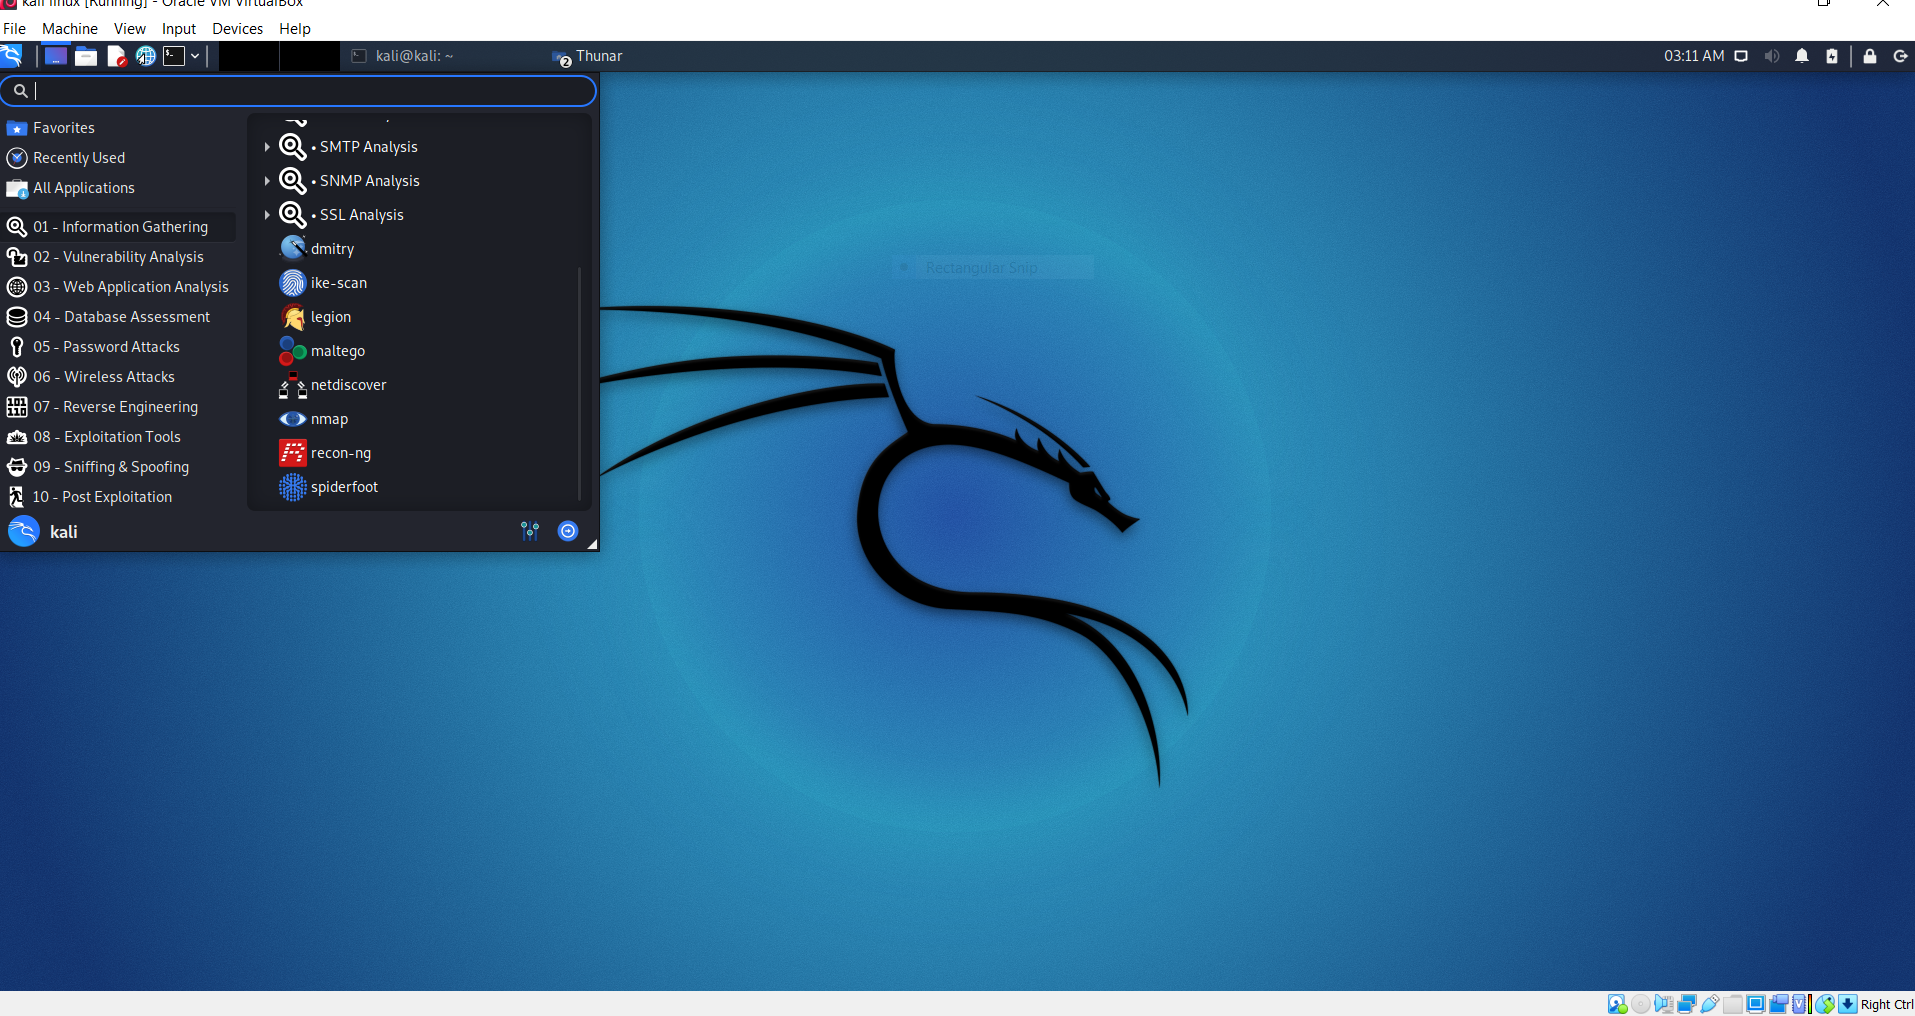 kali linux [Running] - Oracle VM VirtualBox
File Machine View Input Devices Help
kali@kali: ~
2 Thunar
03:11 AM
Favorites
Recently Used
All Applications
01 - Information Gathering
02 - Vulnerability Analysis
03 - Web Application Analysis
04 - Database Assessment
05 - Password Attacks
06 - Wireless Attacks
07 - Reverse Engineering
08 - Exploitation Tools
09 - Sniffing & Spoofing
10 - Post Exploitation
• SMTP Analysis
• SNMP Analysis
• SSL Analysis
dmitry
ike-scan
legion
maltego
netdiscover
nmap
recon-ng
spiderfoot
kali
Rectangular Snip
Right Ctrl